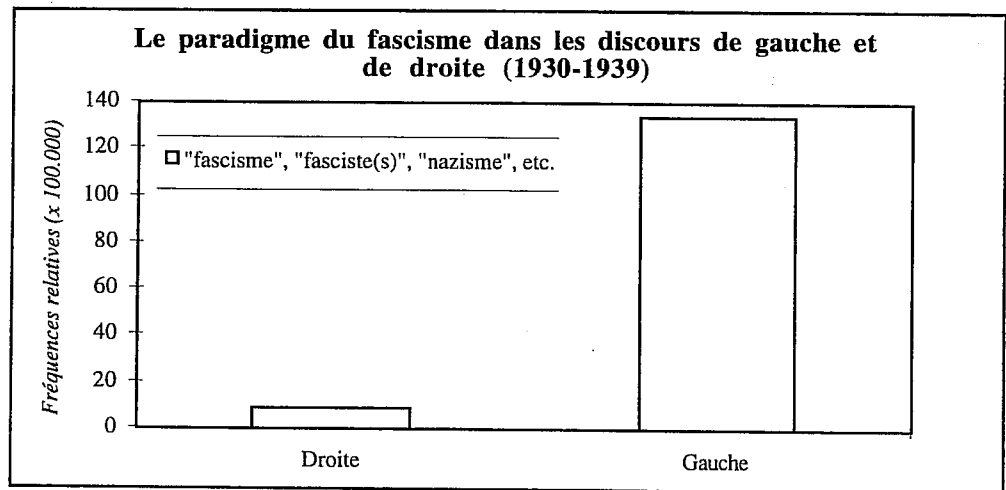 Le paradigme du fascisme dans les discours de gauche et
de droite (1930-1939)
Fréquences relatives (x 100.000)
140
120
100
80
60
40
20
0
"fascisme", "fasciste(s)", "nazisme", etc.
Droite
Gauche